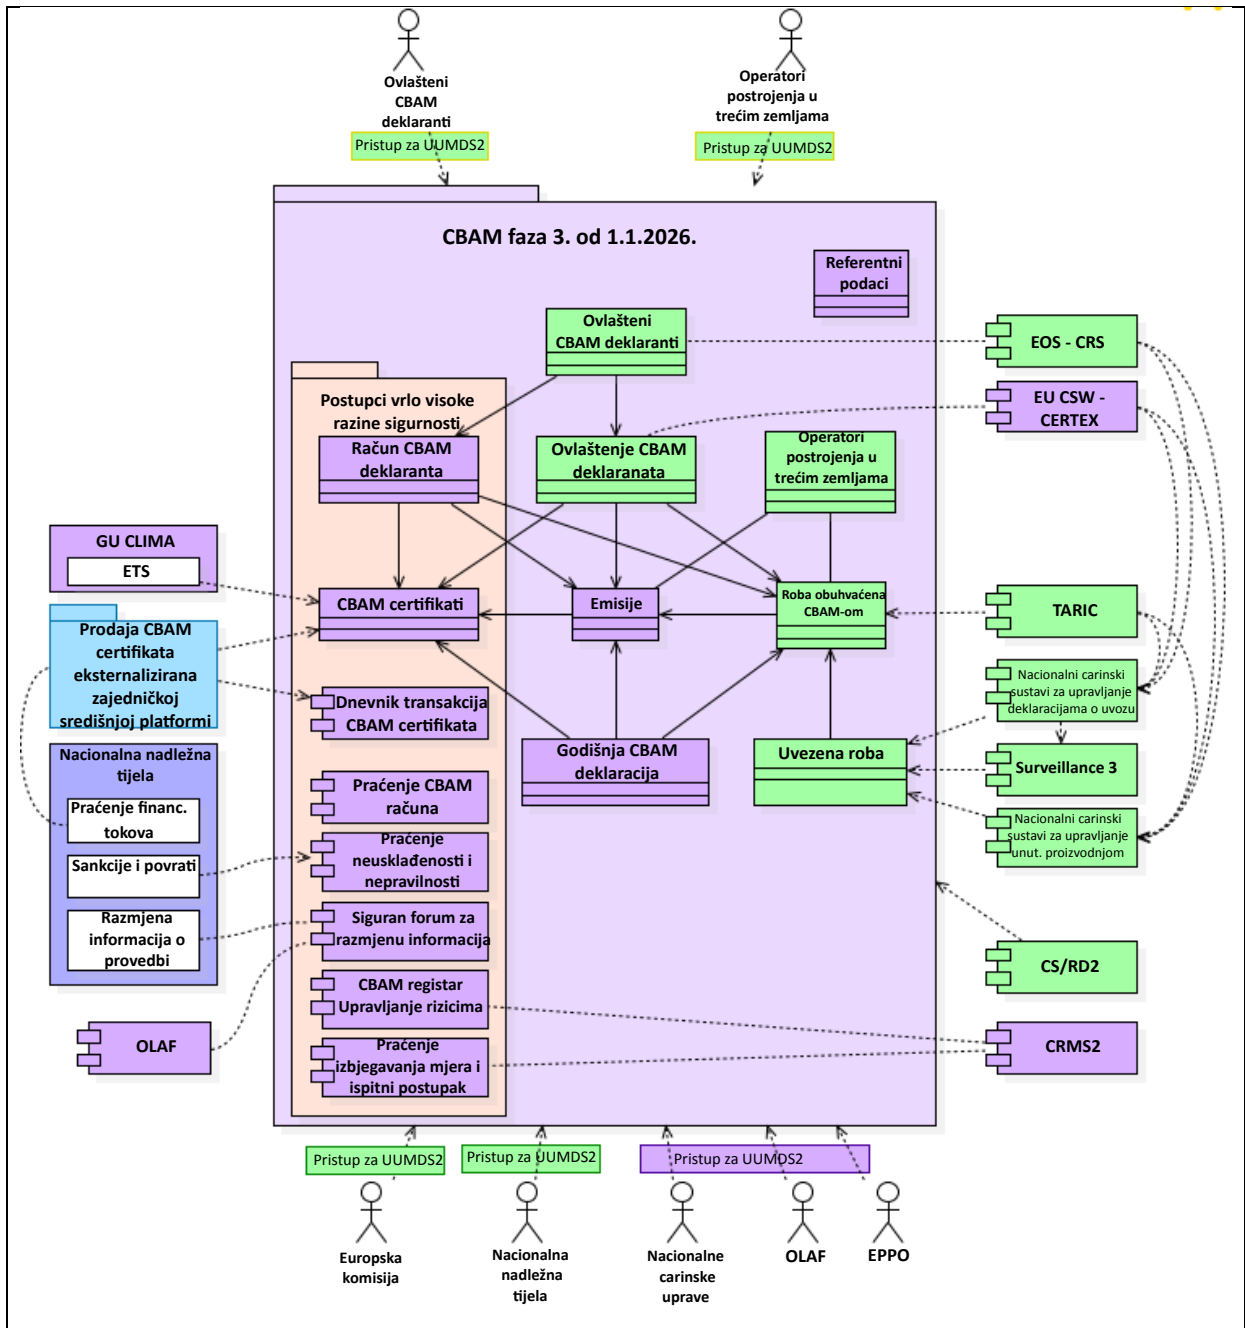 Ovlašteni
CBAM
deklaranti
Pristup za UUMDS2
Operatori
postrojenja u
trećim zemljama
Pristup za UUMDS2
CBAM faza 3. od 1.1.2026.
Referentni
podaci
Ovlašteni
CBAM deklaranti
EOS - CRS
EU CSW -
CERTEX
Postupci vrlo visoke
razine sigurnosti
Račun CBAM
deklaranta
Ovlaštenje CBAM
deklaranata
Operatori
postrojenja u
trećim zemljama
GU CLIMA
ETS
CBAM certifikati
Emisije
Roba obuhvaćena
CBAM-om
TARIC
Prodaja CBAM
certifikata
eksternalizirana
zajedničkoj
središnjoj platformi
Dnevnik transakcija
CBAM certifikata
Nacionalni carinski
sustavi za upravljanje
deklaracijama o uvozu
Godišnja CBAM
deklaracija
Uvezena roba
Surveillance 3
Nacionalna nadležna
tijela
Praćenje financ.
tokova
Sankcije i povrati
Razmjena
informacija o
provedbi
Praćenje CBAM
računa
Nacionalni carinski
sustavi za upravljanje
unut. proizvodnjom
Praćenje
neusklađenosti i
nepravilnosti
Siguran forum za
razmjenu informacija
CS/RD2
CBAM registar
Upravljanje rizicima
OLAF
CRMS2
Praćenje
izbjegavanja mjera i
ispitni postupak
Pristup za UUMDS2
Pristup za UUMDS2
Pristup za UUMDS2
Europska
komisija
Nacionalna
nadležna
tijela
Nacionalne
carinske
uprave
OLAF
EPPO